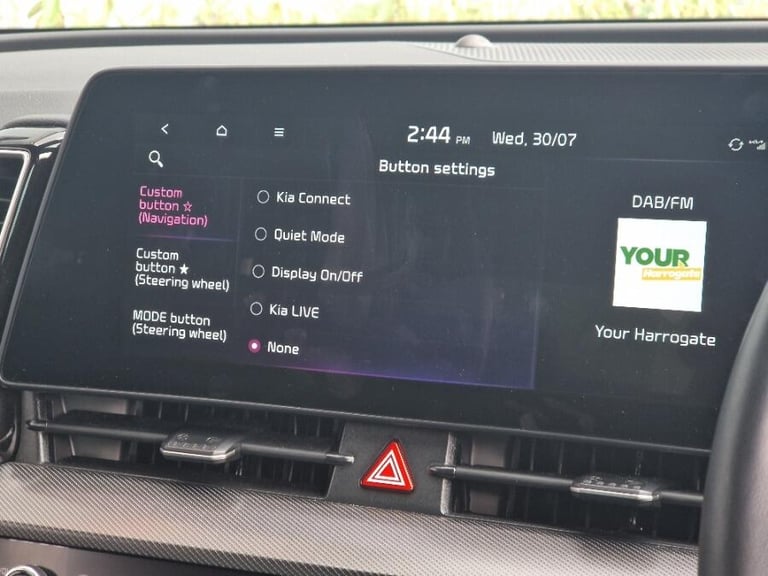 2:44 PM Wed, 30/07
Button settings
Custom
button ☆
(Navigation)
Custom
button ★
(Steering wheel)
MODE button
(Steering wheel)
Kia Connect
Quiet Mode
Display On/Off
Kia LIVE
None
DAB/FM
YOUR
Harrogate
Your Harrogate